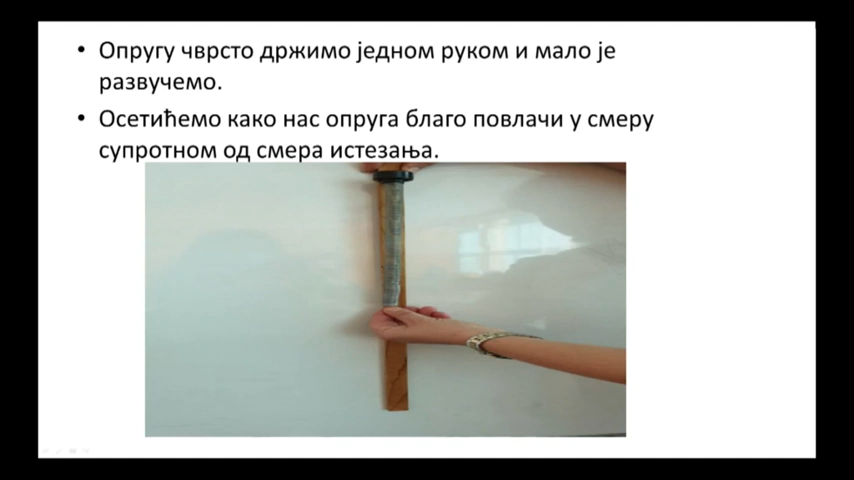 • Опругу чврсто држимо једном руком и мало је
развучемо.
• Осетићемо како нас опруга благо повлачи у смеру
супротном од смера истезања.